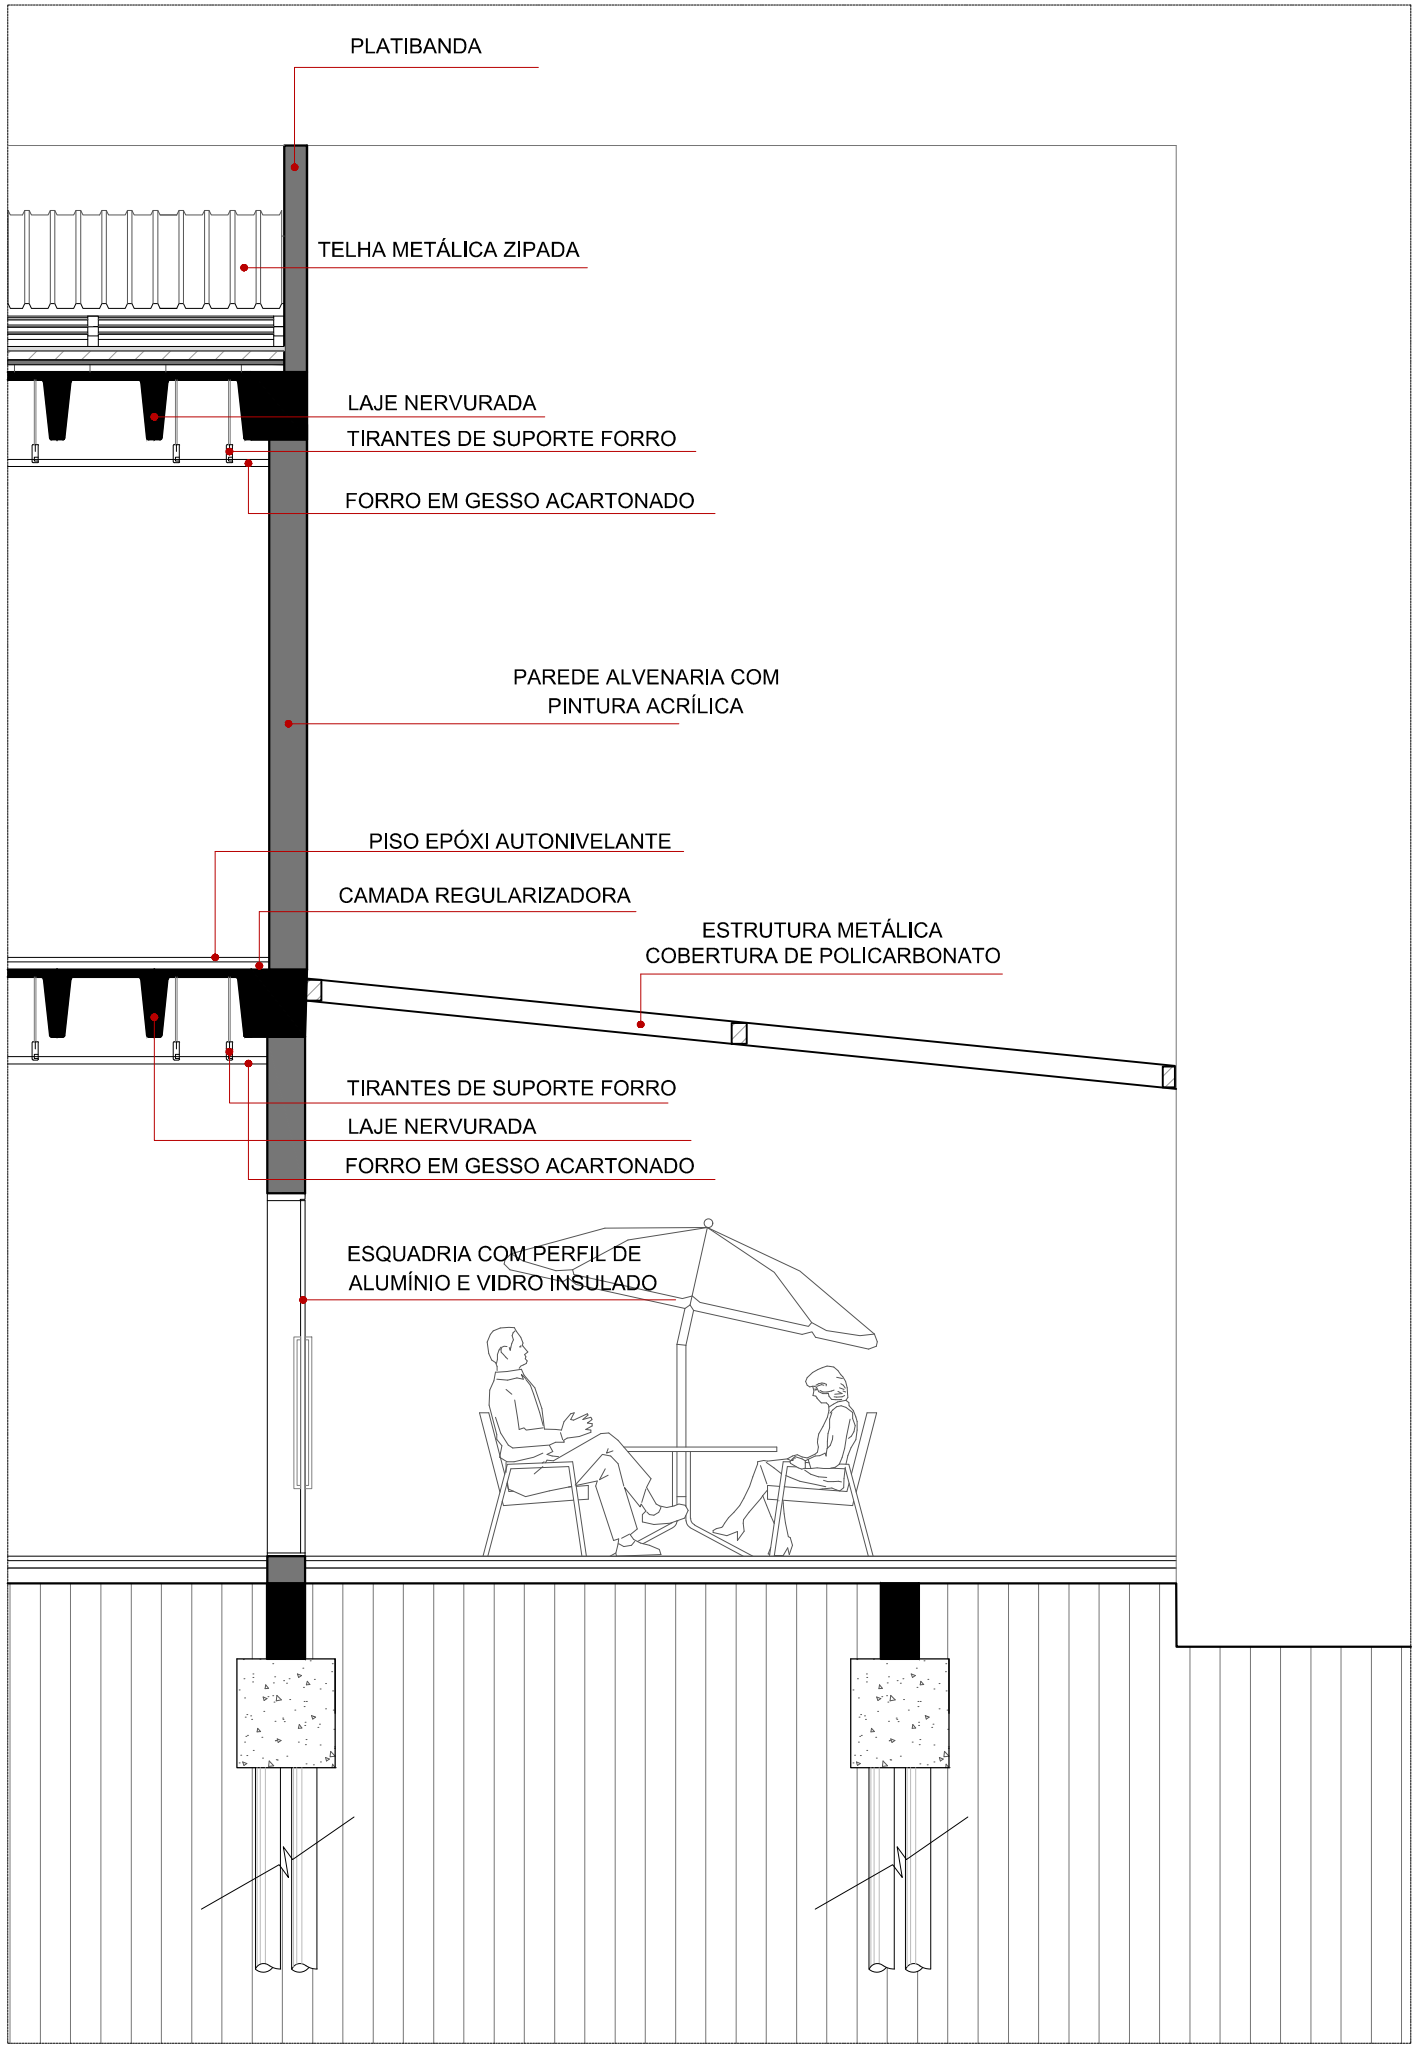 PLATIBANDA
TELHA METÁLICA ZIPADA
LAJE NERVURADA
TIRANTES DE SUPORTE FORRO
FORRO EM GESSO ACARTONADO
PAREDE ALVENARIA COM
PINTURA ACRÍLICA
PISO EPÓXI AUTONIVELANTE
CAMADA REGULARIZADORA
ESTRUTURA METÁLICA
COBERTURA DE POLICARBONATO
TIRANTES DE SUPORTE FORRO
LAJE NERVURADA
FORRO EM GESSO ACARTONADO
ESQUADRIA COM PERFIL DE
ALUMÍNIO E VIDRO INSULADO